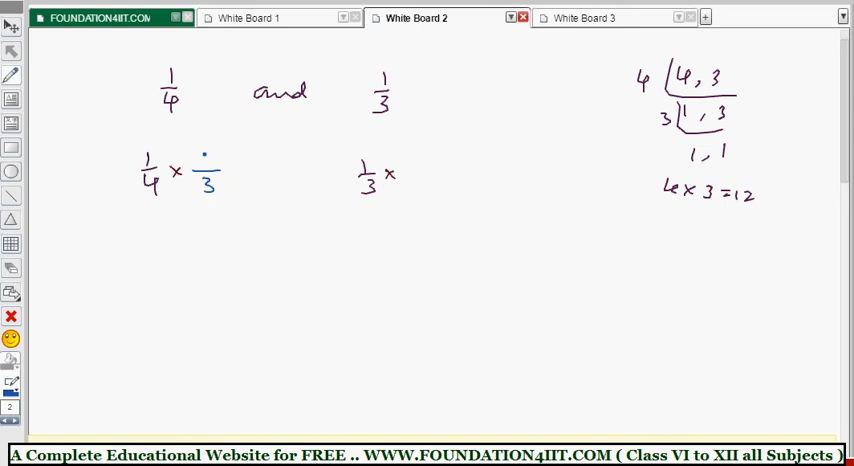 FOUNDATION4IIT.COM White Board 1 White Board 2 White Board 3 +
1/4 and 1/3
4 | 4, 3
3 | 1, 3
1, 1
4 x 3 = 12
1/4 x /3 1/3 x
2
A Complete Educational Website for FREE .. WWW.FOUNDATION4IIT.COM ( Class VI to XII all Subjects )